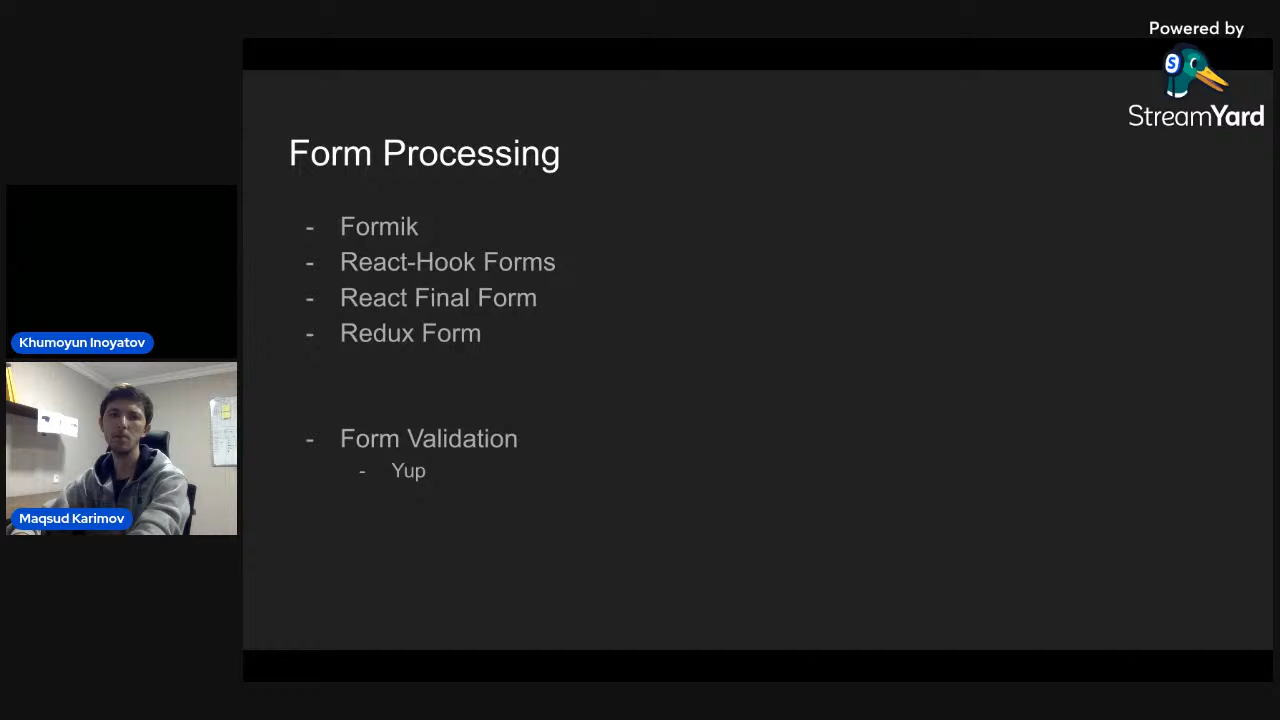 Powered by
StreamYard
Form Processing
- Formik
- React-Hook Forms
- React Final Form
- Redux Form
- Form Validation
- Yup
Khumoyun Inoyatov
Maqsud Karimov